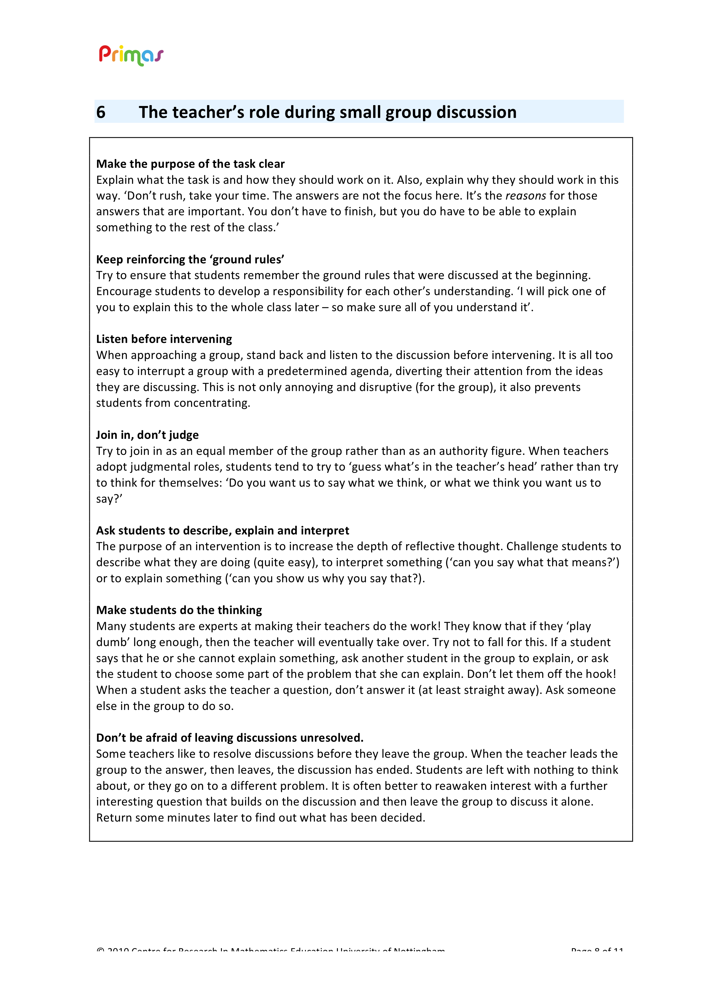 Primas
6 The teacher’s role during small group discussion
Make the purpose of the task clear
Explain what the task is and how they should work on it. Also, explain why they should work in this
way. ‘Don’t rush, take your time. The answers are not the focus here. It’s the reasons for those
answers that are important. You don’t have to finish, but you do have to be able to explain
something to the rest of the class.’
Keep reinforcing the ‘ground rules’
Try to ensure that students remember the ground rules that were discussed at the beginning.
Encourage students to develop a responsibility for each other’s understanding. ‘I will pick one of
you to explain this to the whole class later – so make sure all of you understand it’.
Listen before intervening
When approaching a group, stand back and listen to the discussion before intervening. It is all too
easy to interrupt a group with a predetermined agenda, diverting their attention from the ideas
they are discussing. This is not only annoying and disruptive (for the group), it also prevents
students from concentrating.
Join in, don’t judge
Try to join in as an equal member of the group rather than as an authority figure. When teachers
adopt judgmental roles, students tend to try to ‘guess what’s in the teacher’s head’ rather than try
to think for themselves: ‘Do you want us to say what we think, or what we think you want us to
say?’
Ask students to describe, explain and interpret
The purpose of an intervention is to increase the depth of reflective thought. Challenge students to
describe what they are doing (quite easy), to interpret something (‘can you say what that means?’)
or to explain something (‘can you show us why you say that?).
Make students do the thinking
Many students are experts at making their teachers do the work! They know that if they ‘play
dumb’ long enough, then the teacher will eventually take over. Try not to fall for this. If a student
says that he or she cannot explain something, ask another student in the group to explain, or ask
the student to choose some part of the problem that she can explain. Don’t let them off the hook!
When a student asks the teacher a question, don’t answer it (at least straight away). Ask someone
else in the group to do so.
Don’t be afraid of leaving discussions unresolved.
Some teachers like to resolve discussions before they leave the group. When the teacher leads the
group to the answer, then leaves, the discussion has ended. Students are left with nothing to think
about, or they go on to a different problem. It is often better to reawaken interest with a further
interesting question that builds on the discussion and then leave the group to discuss it alone.
Return some minutes later to find out what has been decided.
© 2010 Centre for Research In Mathematics Education University of Nottingham Page 8 of 11